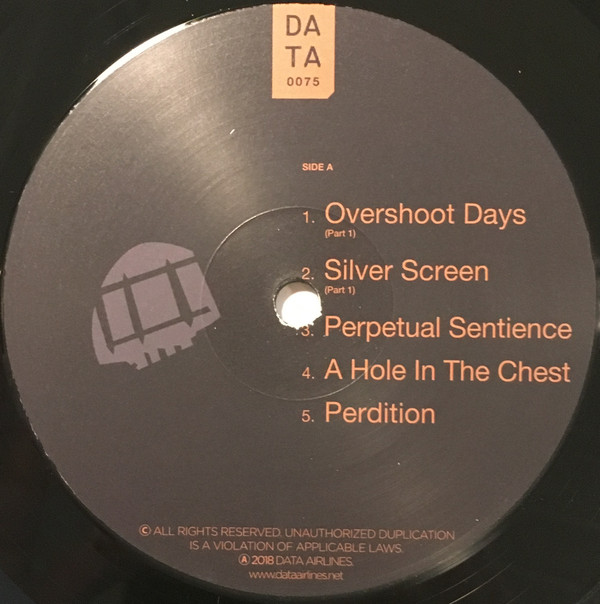 DA
TA
0075
SIDE A
1. Overshoot Days
(Part 1)
2. Silver Screen
(Part 1)
3. Perpetual Sentience
4. A Hole In The Chest
5. Perdition
© ALL RIGHTS RESERVED. UNAUTHORIZED DUPLICATION
IS A VIOLATION OF APPLICABLE LAWS.
Ⓐ 2018 DATA AIRLINES.
www.dataairlines.net